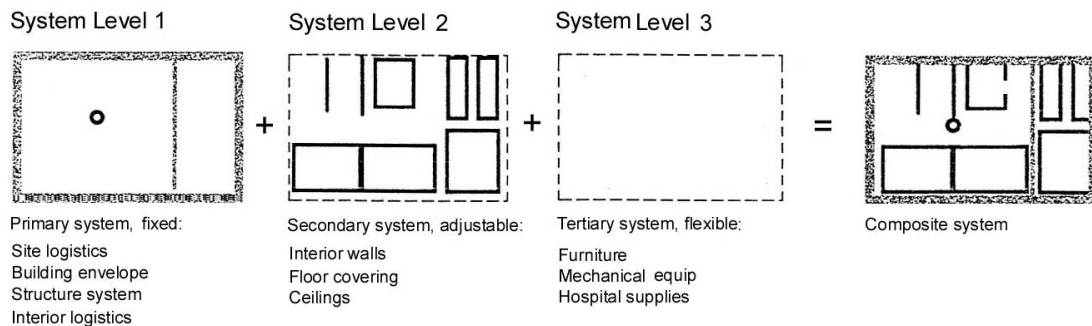 System Level 1
System Level 2
System Level 3
+
+
=
Primary system, fixed:
Site logistics
Building envelope
Structure system
Interior logistics
Secondary system, adjustable:
Interior walls
Floor covering
Ceilings
Tertiary system, flexible:
Furniture
Mechanical equip
Hospital supplies
Composite system